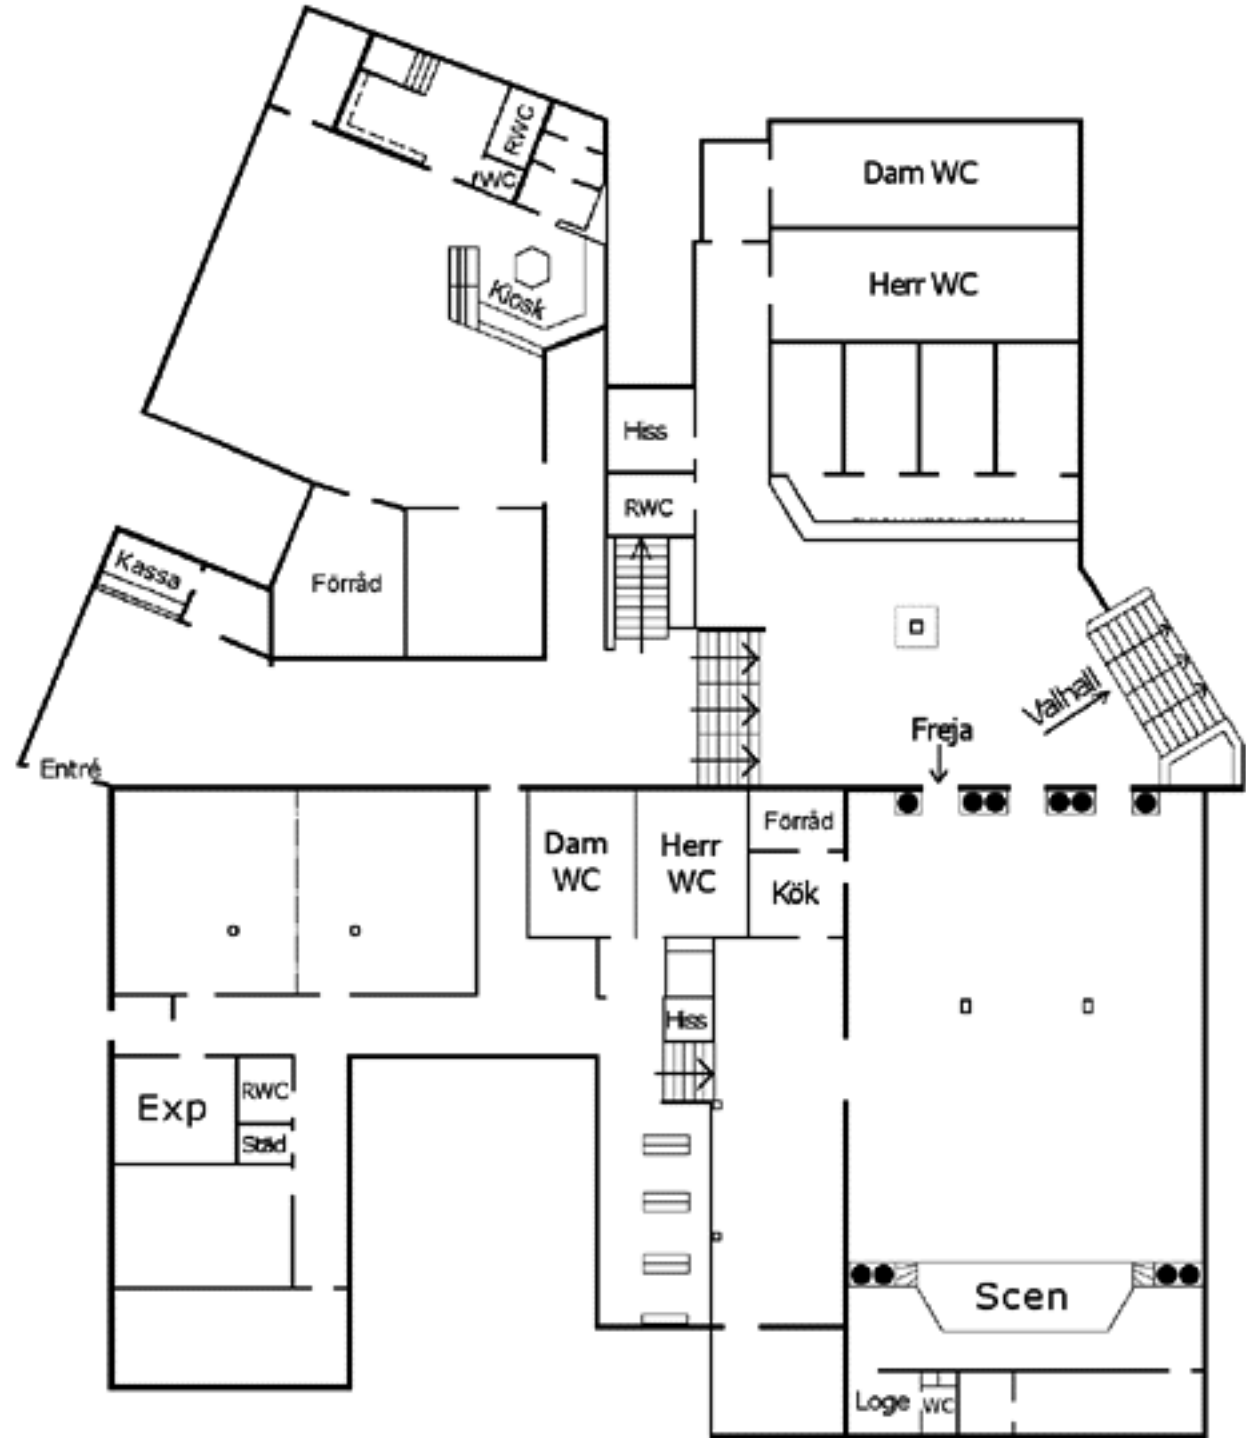 RWC
WC
Dam WC
Herr WC
Kiosk
Hiss
RWC
Kassa
Förråd
Valhall
Freja
Entré
Dam
WC
Herr
WC
Förråd
Kök
Hiss
Exp
RWC
Städ
Scen
Loge
WC